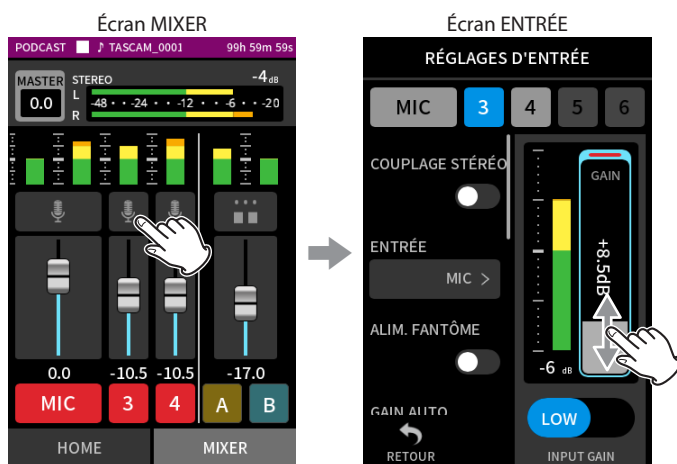 Écran MIXER
PODCAST ♪ TASCAM_0001 99h 59m 59s
MASTER STEREO -4dB
0.0 L
-48 · · -24 · · -12 · · -6 · · -20
R
0.0 -10.5 -10.5 -17.0
MIC 3 4 A B
HOME MIXER
Écran ENTRÉE
RÉGLAGES D'ENTRÉE
MIC 3 4 5 6
COUPLAGE STÉRÉO
GAIN
+8.5dB
ENTRÉE
MIC >
ALIM. FANTÔME
-6 dB
GAIN AUTO
LOW
RETOUR
INPUT GAIN